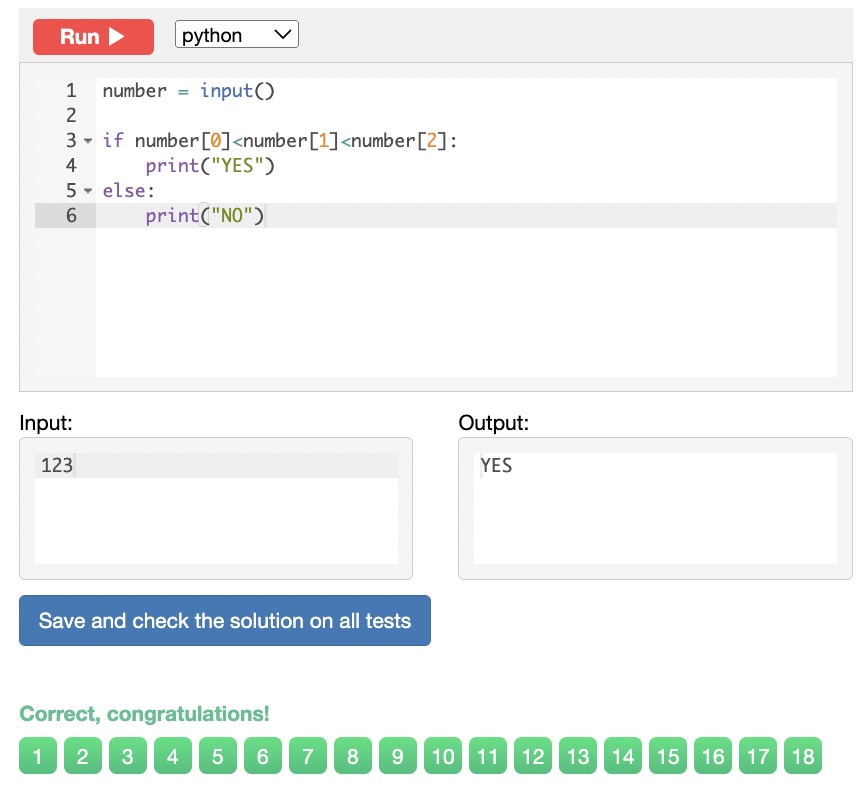 Run python
1 number = input()
2
3 if number[0]<number[1]<number[2]:
4     print("YES")
5 else:
6     print("NO")
Input:
123
Output:
YES
Save and check the solution on all tests
Correct, congratulations!
1 2 3 4 5 6 7 8 9 10 11 12 13 14 15 16 17 18